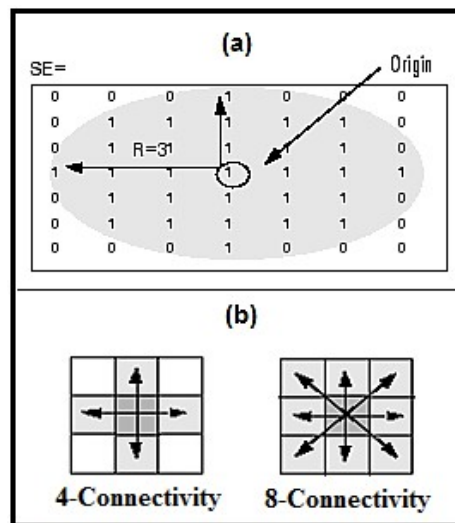 (a)
SE=
Origin
0 0 0 1 0 0 0
0 1 1 1 1 1 0
0 1 1 1 1 1 0
R=3
1 1 1 1 1 1 1
0 1 1 1 1 1 0
0 1 1 1 1 1 0
0 0 0 1 0 0 0
(b)
4-Connectivity
8-Connectivity